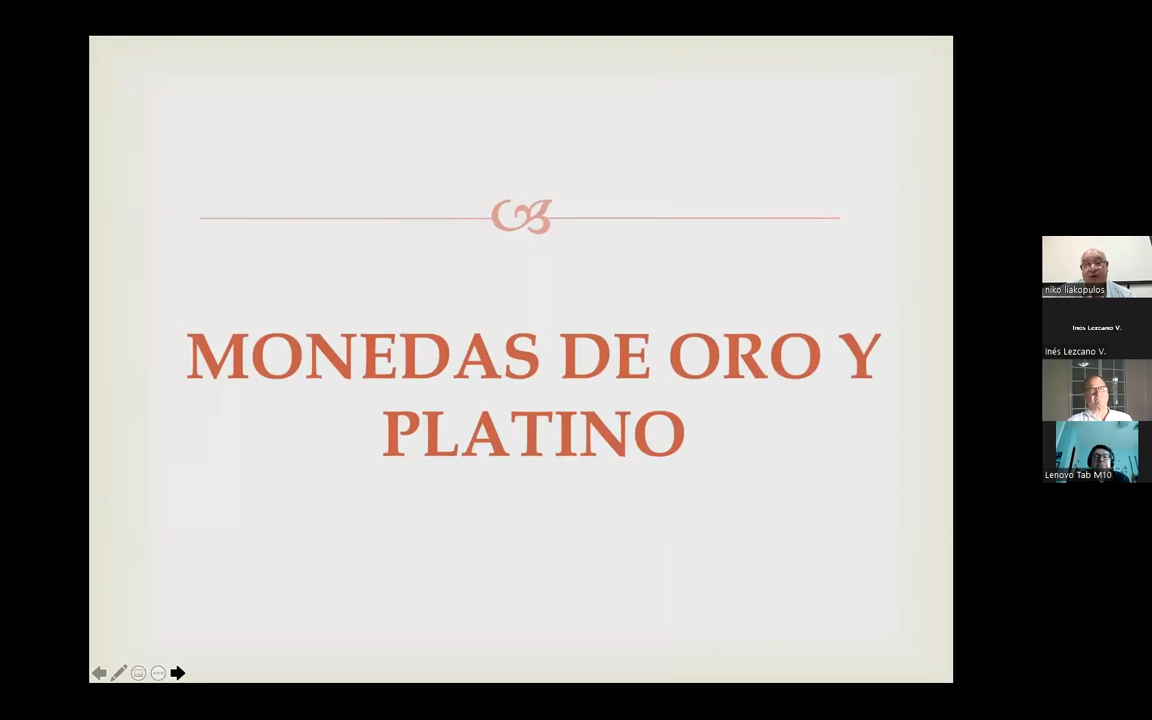 MONEDAS DE ORO Y
PLATINO
niko liakopulos
Inés Lezcano V.
Inés Lezcano V.
Lenovo Tab M10